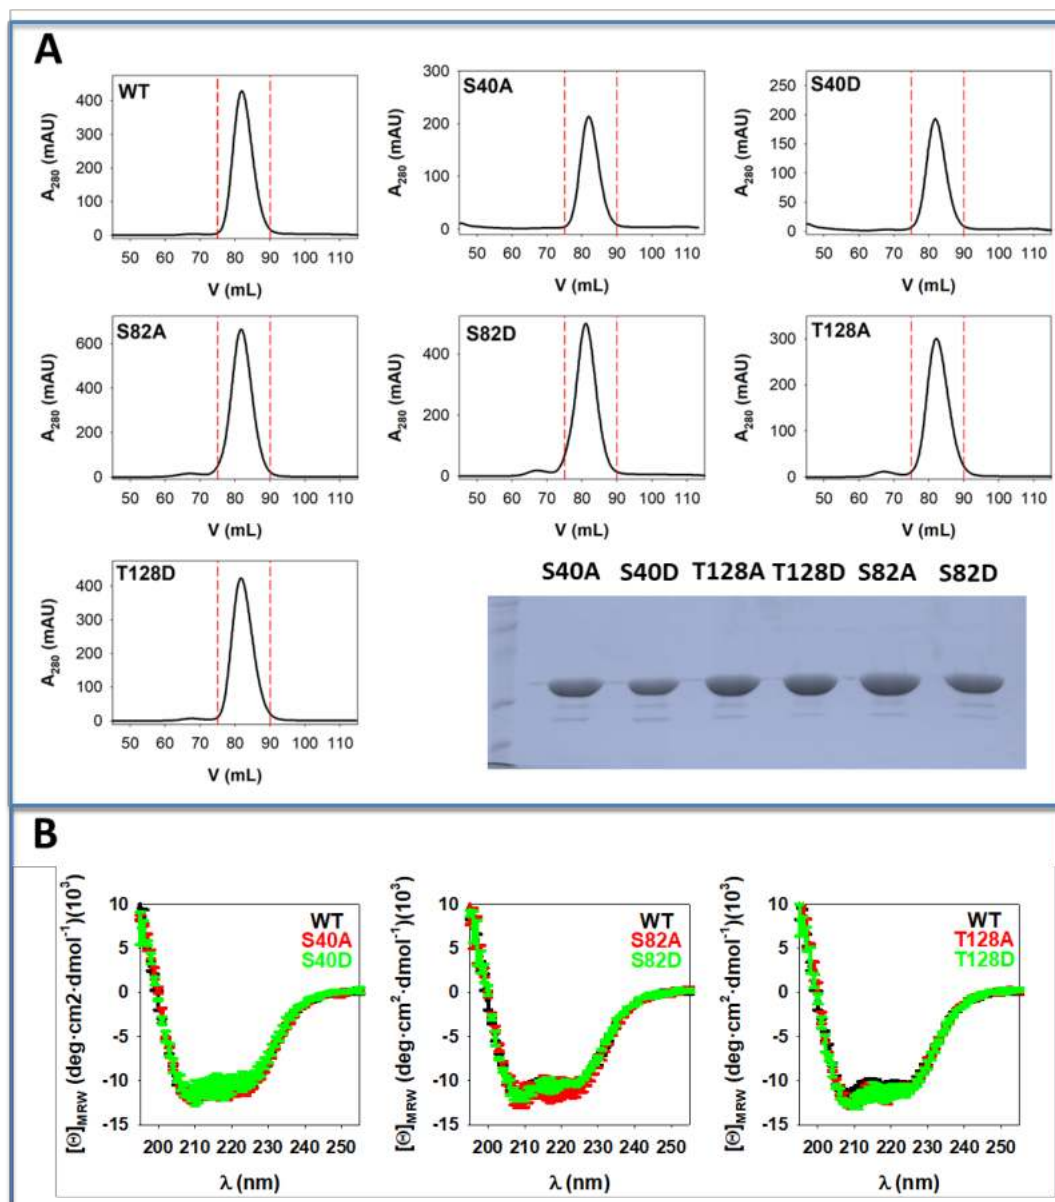 A
WT
A280 (mAU)
400
300
200
100
0
50 60 70 80 90 100 110
V (mL)
S40A
A280 (mAU)
300
200
100
0
50 60 70 80 90 100 110
V (mL)
S40D
A280 (mAU)
250
200
150
100
50
0
50 60 70 80 90 100 110
V (mL)
S82A
A280 (mAU)
600
400
200
0
50 60 70 80 90 100 110
V (mL)
S82D
A280 (mAU)
400
200
0
50 60 70 80 90 100 110
V (mL)
T128A
A280 (mAU)
300
200
100
0
50 60 70 80 90 100 110
V (mL)
T128D
A280 (mAU)
400
300
200
100
0
50 60 70 80 90 100 110
V (mL)
S40A S40D T128A T128D S82A S82D
B
[Θ]MRW (deg·cm2·dmol⁻¹)(10³)
10
5
0
-5
-10
-15
WT
S40A
S40D
200 210 220 230 240 250
λ (nm)
[Θ]MRW (deg·cm²·dmol⁻¹)(10³)
10
5
0
-5
-10
-15
WT
S82A
S82D
200 210 220 230 240 250
λ (nm)
[Θ]MRW (deg·cm²·dmol⁻¹)(10³)
10
5
0
-5
-10
-15
WT
T128A
T128D
200 210 220 230 240 250
λ (nm)